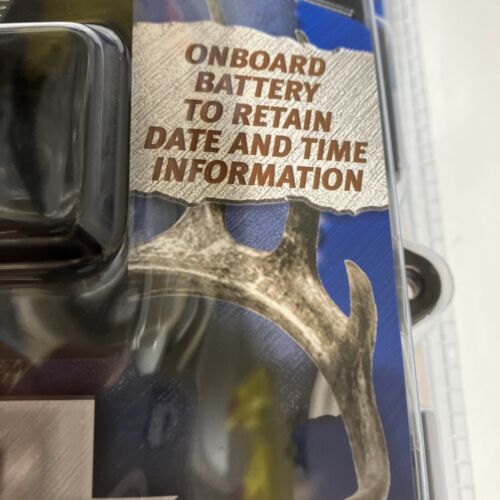 ONBOARD
BATTERY
TO RETAIN
DATE AND TIME
INFORMATION